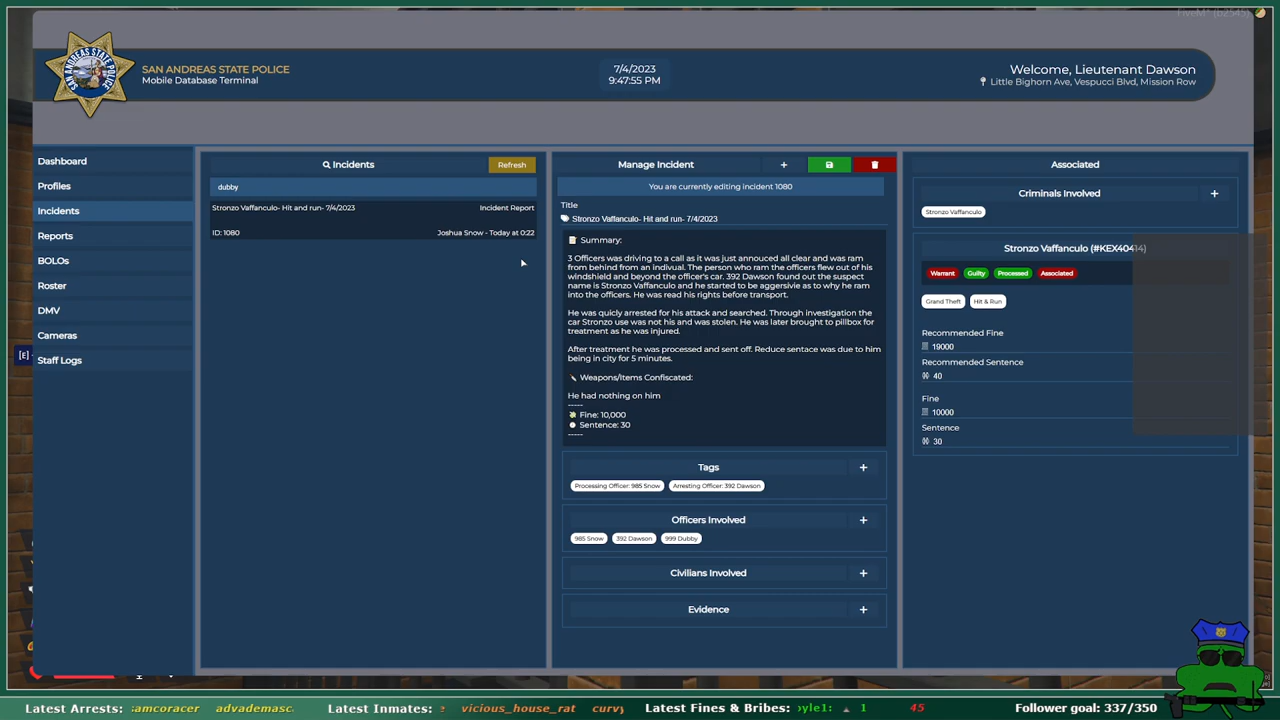 FiveM® (b2545)
SAN ANDREAS STATE POLICE
Mobile Database Terminal
7/4/2023
9:47:55 PM
Welcome, Lieutenant Dawson
Little Bighorn Ave, Vespucci Blvd, Mission Row
Dashboard
Profiles
Incidents
Reports
BOLOs
Roster
DMV
Cameras
Staff Logs
[E]
Incidents
Refresh
dubby
Stronzo Vaffanculo- Hit and run- 7/4/2023
Incident Report
ID: 1080
Joshua Snow - Today at 0:22
Manage Incident
+
You are currently editing incident 1080
Title
Stronzo Vaffanculo- Hit and run- 7/4/2023
Summary:
3 Officers was driving to a call as it was just annouced all clear and was ram
from behind from an indivual. The person who ram the officers flew out of his
windshield and beyond the officer's car. 392 Dawson found out the suspect
name is Stronzo Vaffanculo and he started to be aggersivie as to why he ram
into the officers. He was read his rights before transport.
He was quicly arrested for his attack and searched. Through investigation the
car Stronzo use was not his and was stolen. He was later brought to pillbox for
treatment as he was injured.
After treatment he was processed and sent off. Reduce sentace was due to him
being in city for 5 minutes.
Weapons/Items Confiscated:
He had nothing on him
-----
Fine: 10,000
Sentence: 30
-----
Tags
+
Processing Officer: 985 Snow
Arresting Officer: 392 Dawson
Officers Involved
+
985 Snow
392 Dawson
999 Dubby
Civilians Involved
+
Evidence
+
Associated
Criminals Involved
+
Stronzo Vaffanculo
Stronzo Vaffanculo (#KEX40414)
Warrant
Guilty
Processed
Associated
Grand Theft
Hit & Run
Recommended Fine
19000
Recommended Sentence
40
Fine
10000
Sentence
30
Latest Arrests: :amcoracer advademasc
Latest Inmates: vicious_house_rat curvy
Latest Fines & Bribes: oyle1: 1 45
Follower goal: 337/350